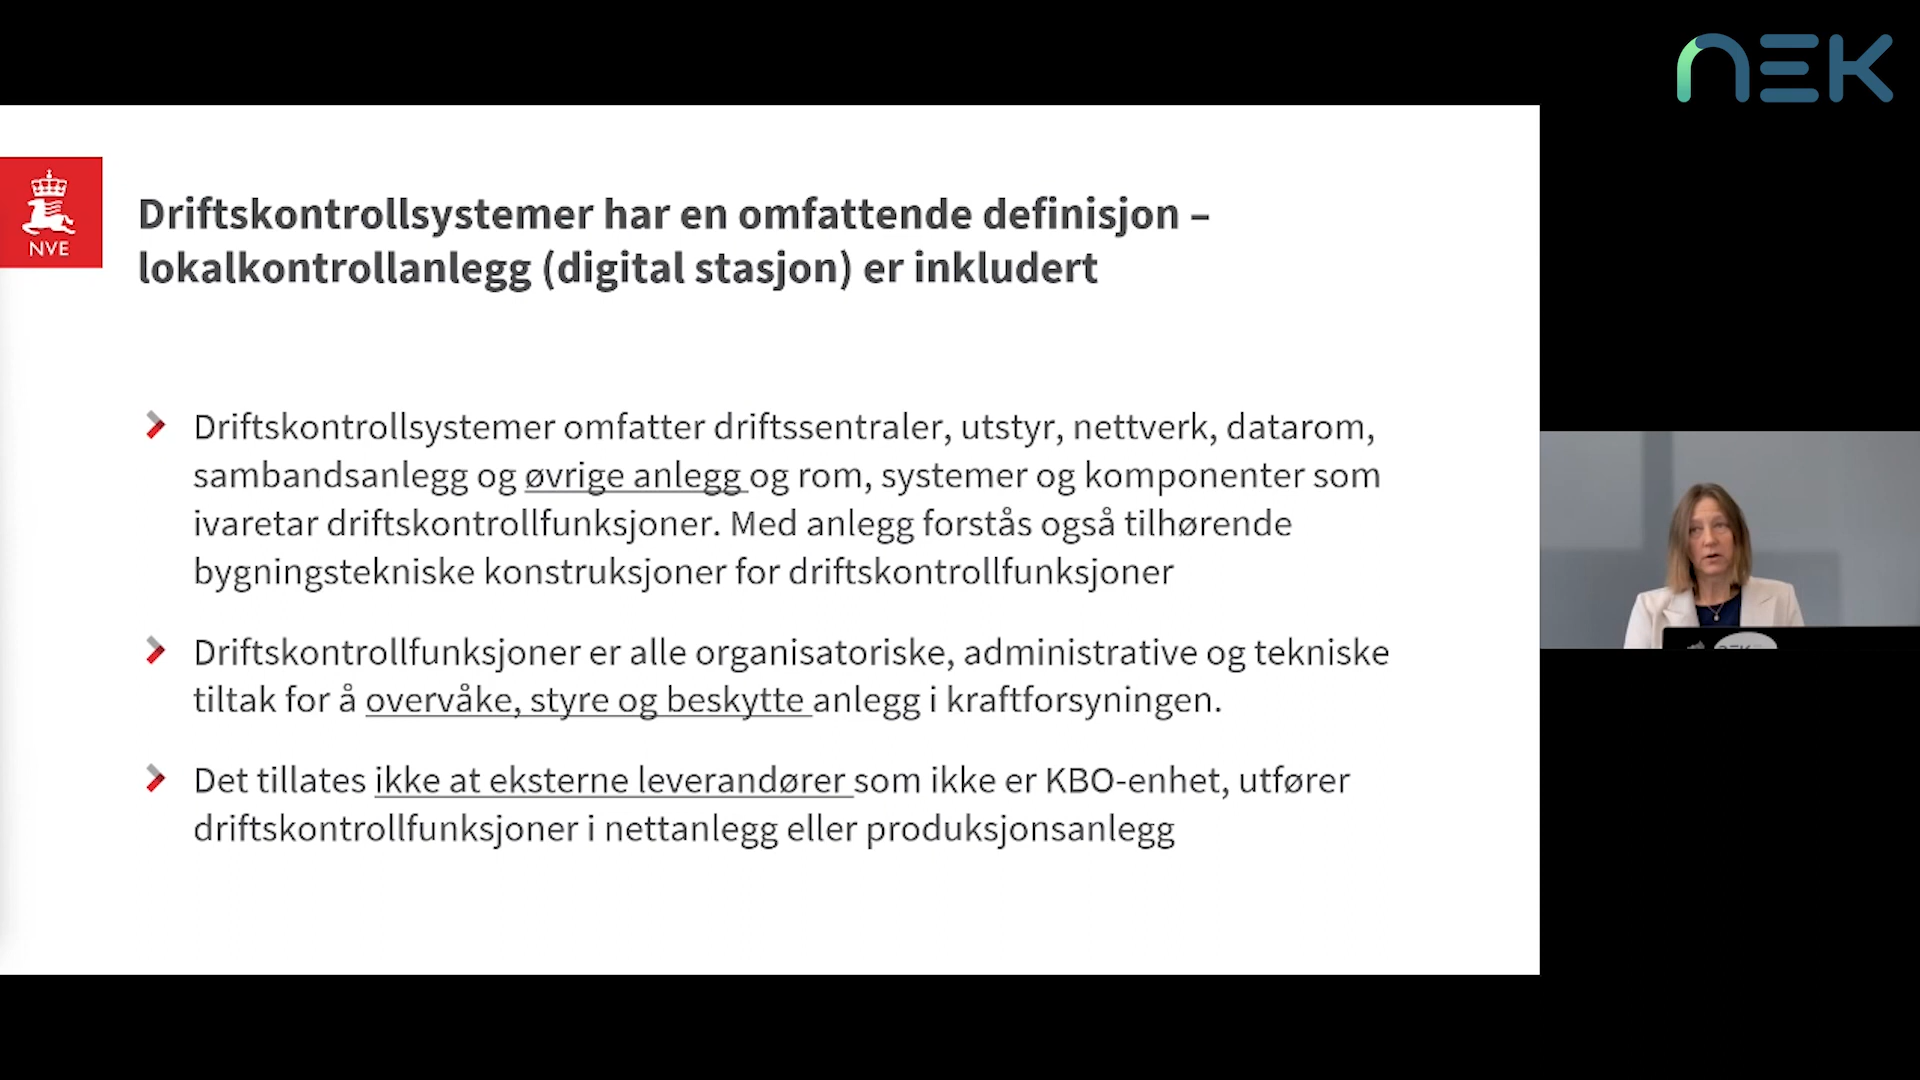 NEK
NVE
Driftskontrollsystemer har en omfattende definisjon –
lokalkontrollanlegg (digital stasjon) er inkludert
Driftskontrollsystemer omfatter driftssentraler, utstyr, nettverk, datarom,
sambandsanlegg og øvrige anlegg og rom, systemer og komponenter som
ivaretar driftskontrollfunksjoner. Med anlegg forstås også tilhørende
bygningstekniske konstruksjoner for driftskontrollfunksjoner
Driftskontrollfunksjoner er alle organisatoriske, administrative og tekniske
tiltak for å overvåke, styre og beskytte anlegg i kraftforsyningen.
Det tillates ikke at eksterne leverandører som ikke er KBO-enhet, utfører
driftskontrollfunksjoner i nettanlegg eller produksjonsanlegg